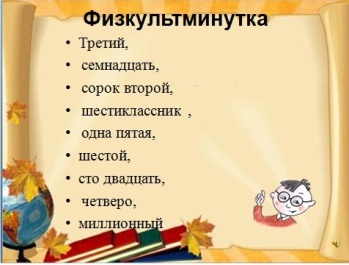 Физкультминутка
• Третий,
• семнадцать,
• сорок второй,
• шестиклассник ,
• одна пятая,
• шестой,
• сто двадцать,
• четверо,
• миллионный